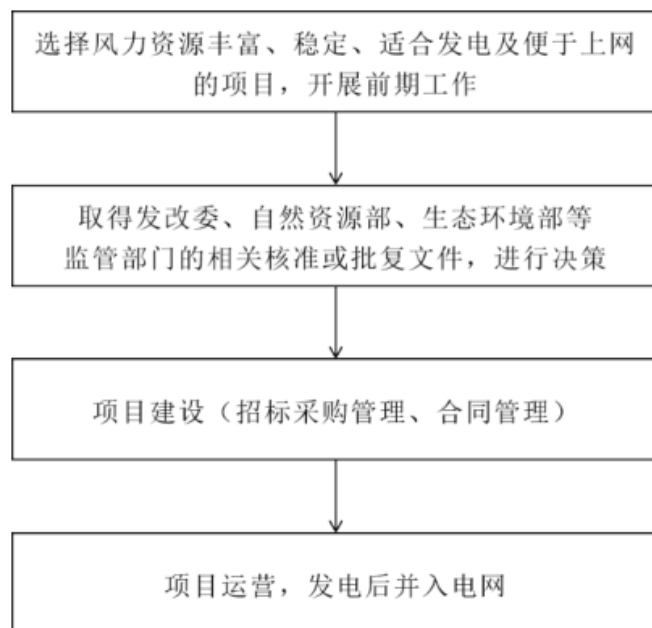 选择风力资源丰富、稳定、适合发电及便于上网
的项目，开展前期工作
取得发改委、自然资源部、生态环境部等
监管部门的相关核准或批复文件，进行决策
项目建设（招标采购管理、合同管理）
项目运营，发电后并入电网